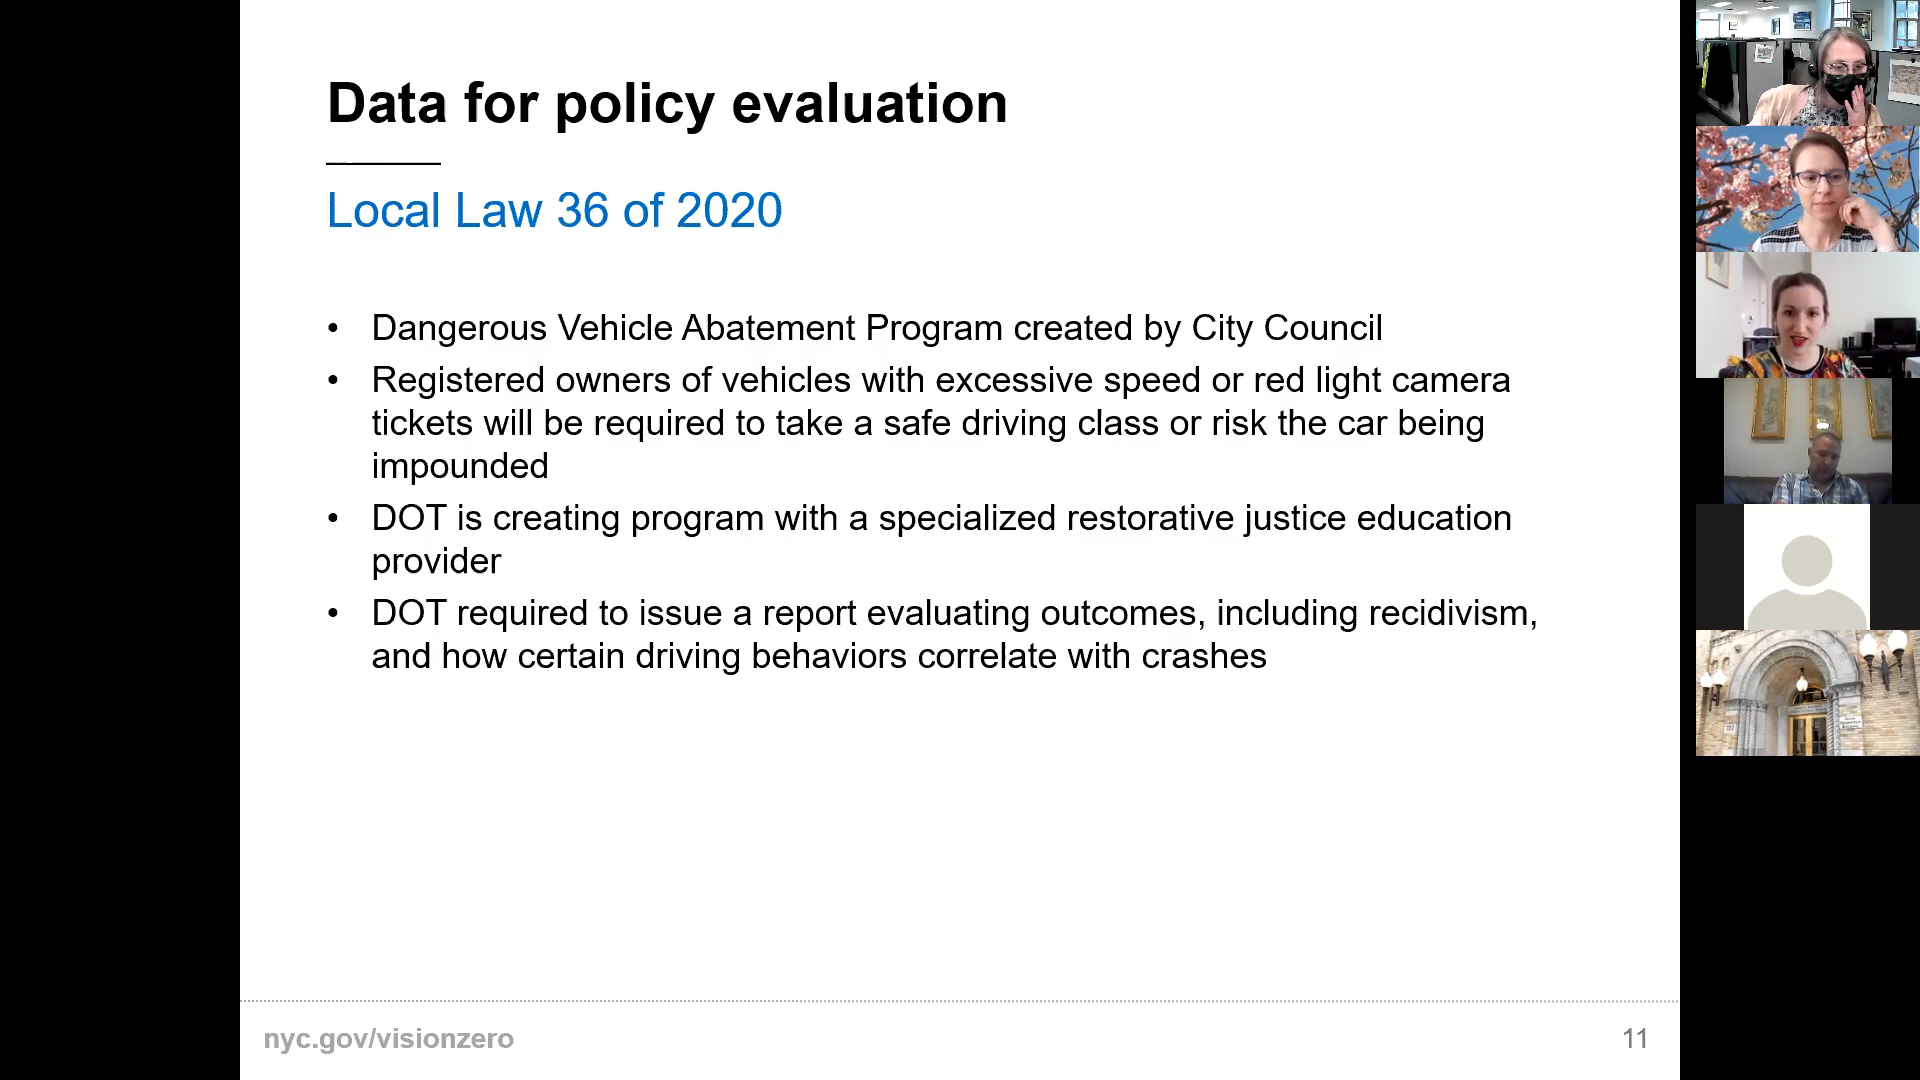 Data for policy evaluation
Local Law 36 of 2020
• Dangerous Vehicle Abatement Program created by City Council
• Registered owners of vehicles with excessive speed or red light camera
tickets will be required to take a safe driving class or risk the car being
impounded
• DOT is creating program with a specialized restorative justice education
provider
• DOT required to issue a report evaluating outcomes, including recidivism,
and how certain driving behaviors correlate with crashes
nyc.gov/visionzero
11